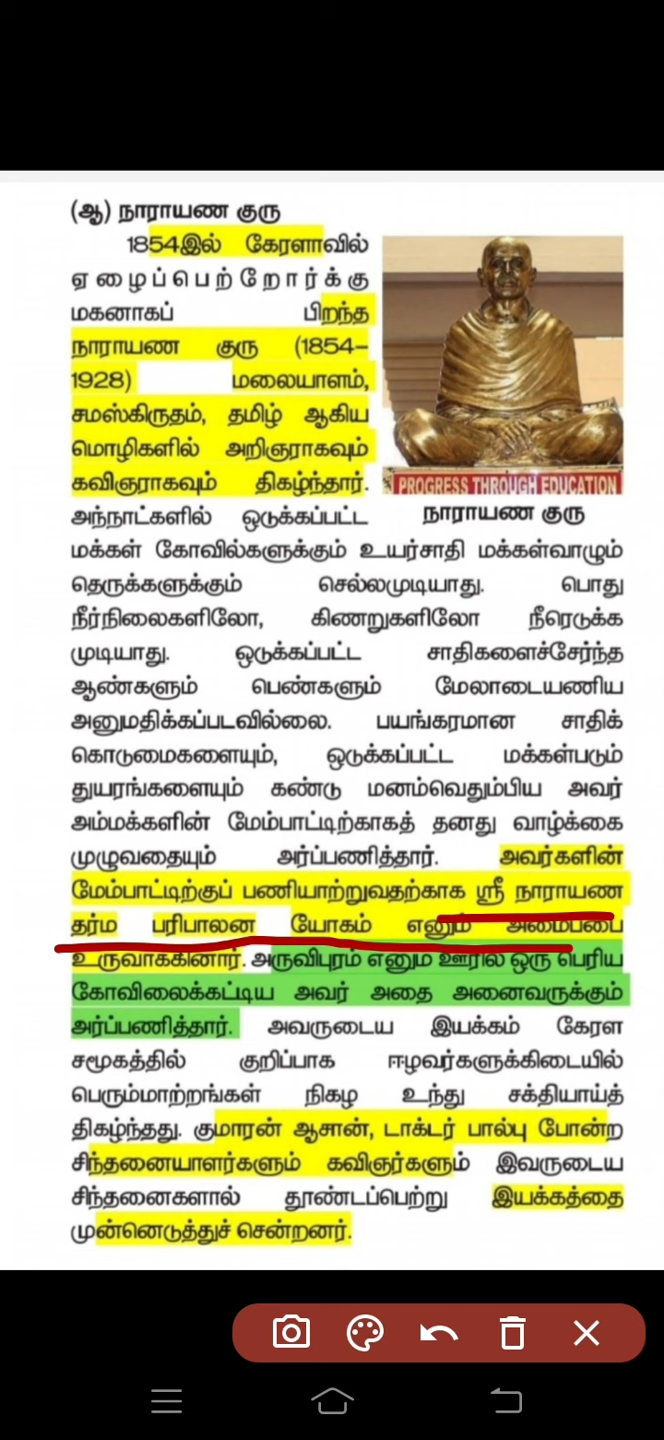 (ஆ) நாராயண குரு
1854இல் கேரளாவில்
ஏழைப்பெற்றோர்க்கு
மகனாகப் பிறந்த
நாராயண குரு (1854–
1928) மலையாளம்,
சமஸ்கிருதம், தமிழ் ஆகிய
மொழிகளில் அறிஞராகவும்
கவிஞராகவும் திகழ்ந்தார்.
PROGRESS THROUGH EDUCATION
நாராயண குரு
அந்நாட்களில் ஒடுக்கப்பட்ட
மக்கள் கோவில்களுக்கும் உயர்சாதி மக்கள்வாழும்
தெருக்களுக்கும் செல்லமுடியாது. பொது
நீர்நிலைகளிலோ, கிணறுகளிலோ நீரெடுக்க
முடியாது. ஒடுக்கப்பட்ட சாதிகளைச்சேர்ந்த
ஆண்களும் பெண்களும் மேலாடையணிய
அனுமதிக்கப்படவில்லை. பயங்கரமான சாதிக்
கொடுமைகளையும், ஒடுக்கப்பட்ட மக்கள்படும்
துயரங்களையும் கண்டு மனம்வெதும்பிய அவர்
அம்மக்களின் மேம்பாட்டிற்காகத் தனது வாழ்க்கை
முழுவதையும் அர்ப்பணித்தார். அவர்களின்
மேம்பாட்டிற்குப் பணியாற்றுவதற்காக ஸ்ரீ நாராயண
தர்ம பரிபாலன யோகம் எனும் அமைப்பை
உருவாக்கினார். அருவிபுரம் எனும் ஊரில் ஒரு பெரிய
கோவிலைக்கட்டிய அவர் அதை அனைவருக்கும்
அர்ப்பணித்தார். அவருடைய இயக்கம் கேரள
சமூகத்தில் குறிப்பாக ஈழவர்களுக்கிடையில்
பெரும்மாற்றங்கள் நிகழ உந்து சக்தியாய்த்
திகழ்ந்தது. குமாரன் ஆசான், டாக்டர் பால்பு போன்ற
சிந்தனையாளர்களும் கவிஞர்களும் இவருடைய
சிந்தனைகளால் தூண்டப்பெற்று இயக்கத்தை
முன்னெடுத்துச் சென்றனர்.